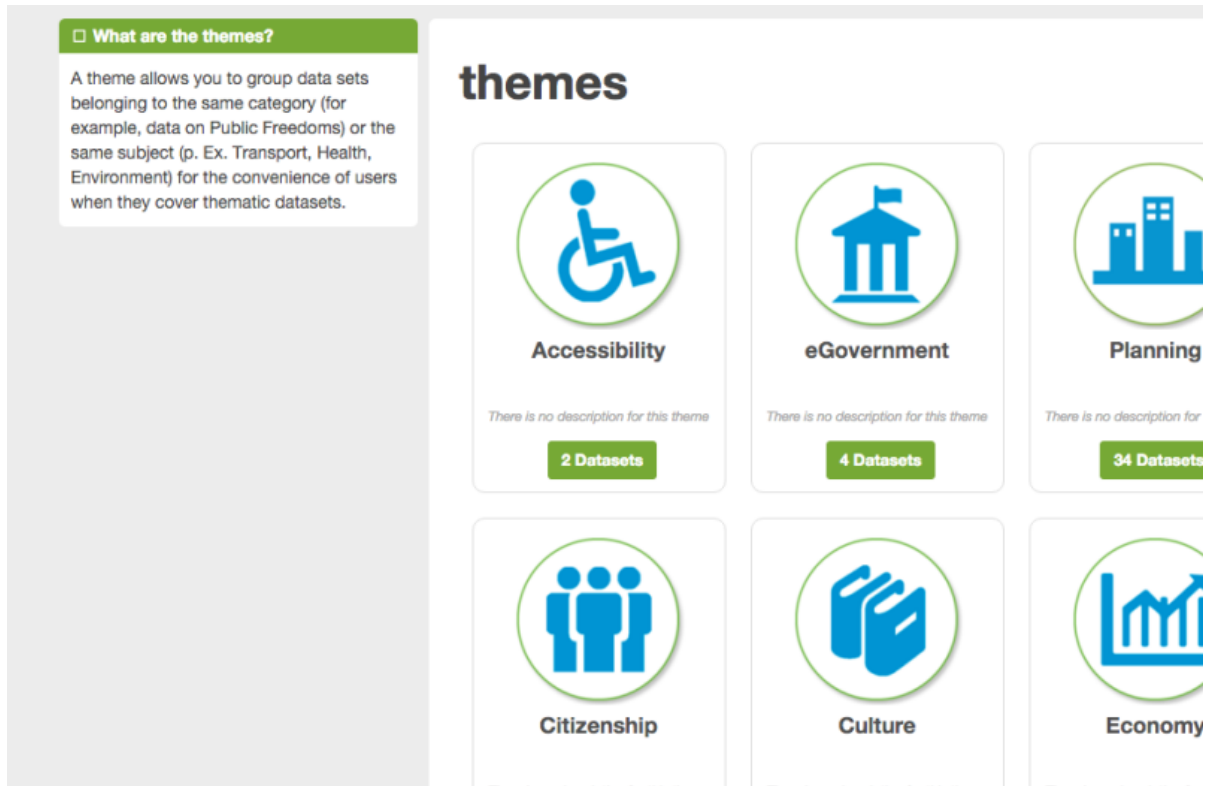 ☐ What are the themes?
A theme allows you to group data sets
belonging to the same category (for
example, data on Public Freedoms) or the
same subject (p. Ex. Transport, Health,
Environment) for the convenience of users
when they cover thematic datasets.
themes
Accessibility
eGovernment
Planning
There is no description for this theme
There is no description for this theme
There is no description for
2 Datasets
4 Datasets
34 Datasets
Citizenship
Culture
Economy